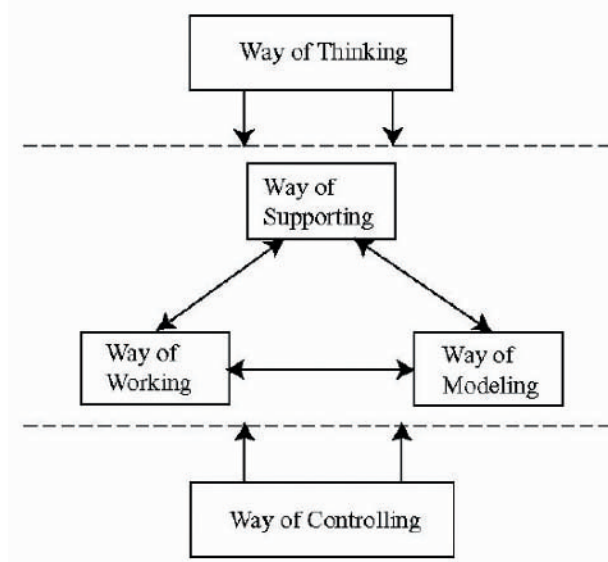 Way of Thinking
Way of
Supporting
Way of
Working
Way of
Modeling
Way of Controlling